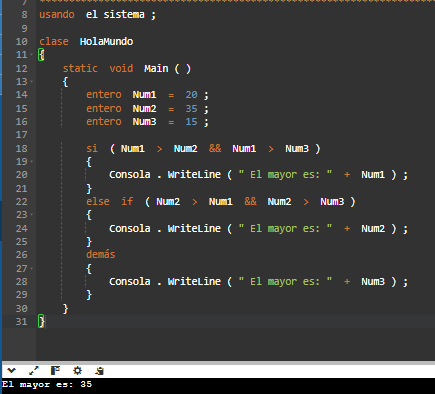 7 ******************************************************************************
8 usando el sistema ;
9
10 clase HolaMundo
11 {
12 static void Main ( )
13 {
14 entero Num1 = 20 ;
15 entero Num2 = 35 ;
16 entero Num3 = 15 ;
17
18 si ( Num1 > Num2 && Num1 > Num3 )
19 {
20 Consola . WriteLine ( " El mayor es: " + Num1 ) ;
21 }
22 else if ( Num2 > Num1 && Num2 > Num3 )
23 {
24 Consola . WriteLine ( " El mayor es: " + Num2 ) ;
25 }
26 demás
27 {
28 Consola . WriteLine ( " El mayor es: " + Num3 ) ;
29 }
30 }
31 }
El mayor es: 35